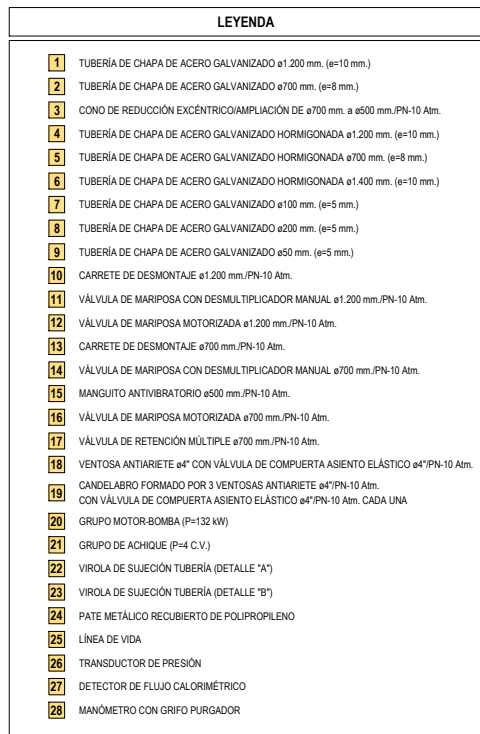 LEYENDA
1 TUBERÍA DE CHAPA DE ACERO GALVANIZADO ø1.200 mm. (e=10 mm.)
2 TUBERÍA DE CHAPA DE ACERO GALVANIZADO ø700 mm. (e=8 mm.)
3 CONO DE REDUCCIÓN EXCÉNTRICO/AMPLIACIÓN DE ø700 mm. a ø500 mm./PN-10 Atm.
4 TUBERÍA DE CHAPA DE ACERO GALVANIZADO HORMIGONADA ø1.200 mm. (e=10 mm.)
5 TUBERÍA DE CHAPA DE ACERO GALVANIZADO HORMIGONADA ø700 mm. (e=8 mm.)
6 TUBERÍA DE CHAPA DE ACERO GALVANIZADO HORMIGONADA ø1.400 mm. (e=10 mm.)
7 TUBERÍA DE CHAPA DE ACERO GALVANIZADO ø100 mm. (e=5 mm.)
8 TUBERÍA DE CHAPA DE ACERO GALVANIZADO ø200 mm. (e=5 mm.)
9 TUBERÍA DE CHAPA DE ACERO GALVANIZADO ø50 mm. (e=5 mm.)
10 CARRETE DE DESMONTAJE ø1.200 mm./PN-10 Atm.
11 VÁLVULA DE MARIPOSA CON DESMULTIPLICADOR MANUAL ø1.200 mm./PN-10 Atm.
12 VÁLVULA DE MARIPOSA MOTORIZADA ø1.200 mm./PN-10 Atm.
13 CARRETE DE DESMONTAJE ø700 mm./PN-10 Atm.
14 VÁLVULA DE MARIPOSA CON DESMULTIPLICADOR MANUAL ø700 mm./PN-10 Atm.
15 MANGUITO ANTIVIBRATORIO ø500 mm./PN-10 Atm.
16 VÁLVULA DE MARIPOSA MOTORIZADA ø700 mm./PN-10 Atm.
17 VÁLVULA DE RETENCIÓN MÚLTIPLE ø700 mm./PN-10 Atm.
18 VENTOSA ANTIARIETE ø4" CON VÁLVULA DE COMPUERTA ASIENTO ELÁSTICO ø4"/PN-10 Atm.
19 CANDELABRO FORMADO POR 3 VENTOSAS ANTIARIETE ø4"/PN-10 Atm.
CON VÁLVULA DE COMPUERTA ASIENTO ELÁSTICO ø4"/PN-10 Atm. CADA UNA
20 GRUPO MOTOR-BOMBA (P=132 kW)
21 GRUPO DE ACHIQUE (P=4 C.V.)
22 VIROLA DE SUJECIÓN TUBERÍA (DETALLE "A")
23 VIROLA DE SUJECIÓN TUBERÍA (DETALLE "B")
24 PATE METÁLICO RECUBIERTO DE POLIPROPILENO
25 LÍNEA DE VIDA
26 TRANSDUCTOR DE PRESIÓN
27 DETECTOR DE FLUJO CALORIMÉTRICO
28 MANÓMETRO CON GRIFO PURGADOR